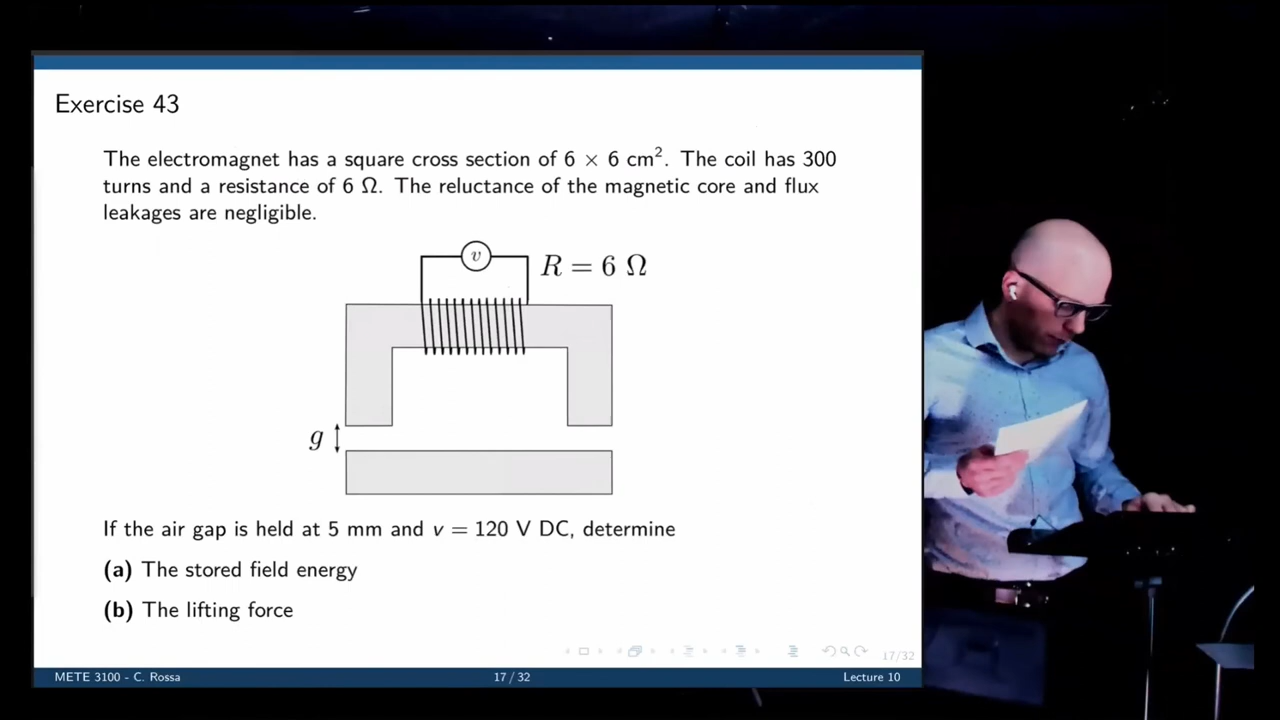 Exercise 43
The electromagnet has a square cross section of 6 × 6 cm². The coil has 300
turns and a resistance of 6 Ω. The reluctance of the magnetic core and flux
leakages are negligible.
v
R = 6 Ω
g
If the air gap is held at 5 mm and v = 120 V DC, determine
(a) The stored field energy
(b) The lifting force
17/32
METE 3100 - C. Rossa
17 / 32
Lecture 10